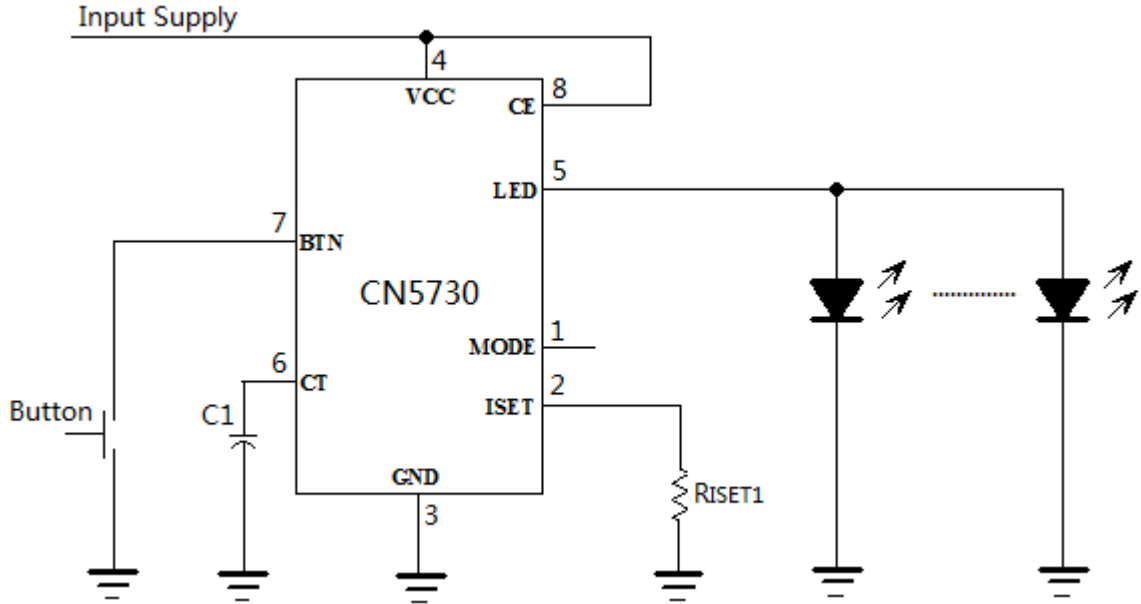 Input Supply
4
VCC
8
CE
5
LED
7
BTN
CN5730
1
MODE
6
CT
2
ISET
Button
C1
RISET1
GND
3